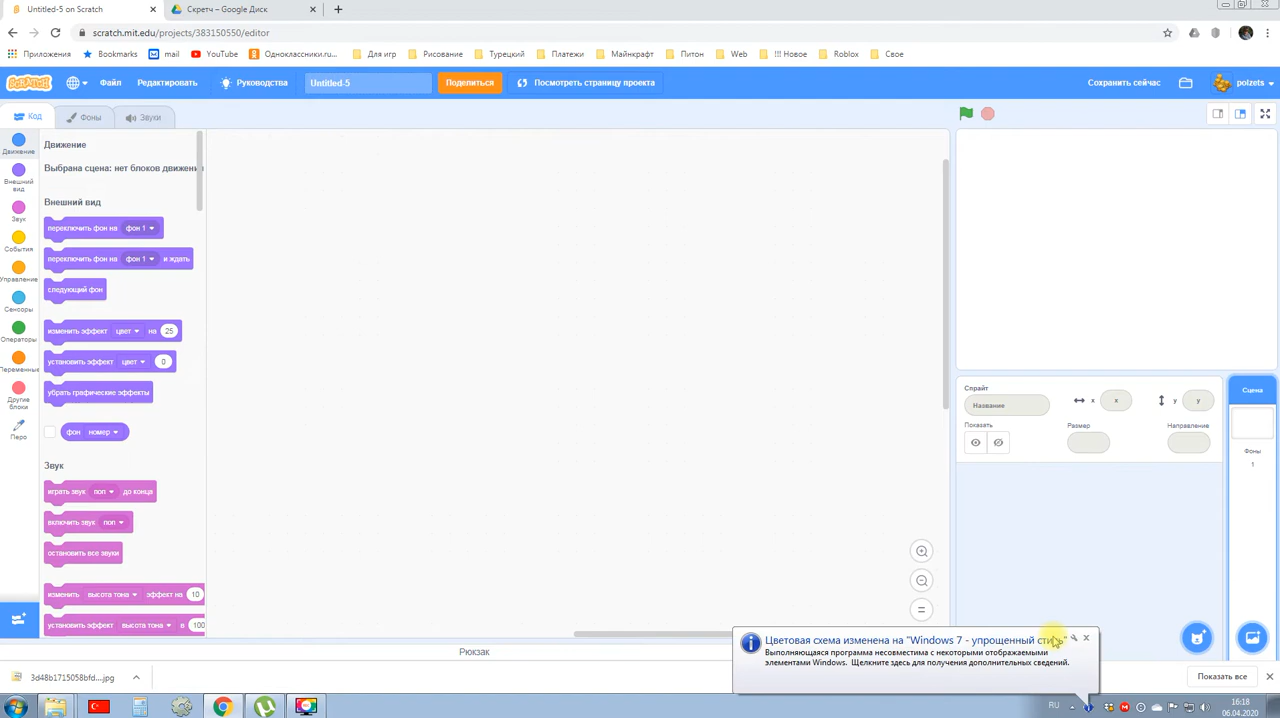 Untitled-5 on Scratch
Скретч – Google Диск
scratch.mit.edu/projects/383150550/editor
Приложения
Bookmarks
mail
YouTube
Одноклассники.ru
Для игр
Рисование
Турецкий
Платежи
Майнкрафт
Питон
Web
!!! Новое
Roblox
Свое
SCRATCH
Файл
Редактировать
Руководства
Untitled-5
Поделиться
Посмотреть страницу проекта
Сохранить сейчас
polzets
Код
Фоны
Звуки
Движение
Внешний вид
Звук
События
Управление
Сенсоры
Операторы
Переменные
Другие блоки
Перо
Движение
Выбрана сцена: нет блоков движени
Внешний вид
переключить фон на фон 1
переключить фон на фон 1 и ждать
следующий фон
изменить эффект цвет на 25
установить эффект цвет 0
убрать графические эффекты
фон номер
Звук
играть звук поп до конца
включить звук поп
остановить все звуки
изменить высота тона эффект на 10
установить эффект высота тона в 100
Спрайт
Название
x x
y y
Показать
Размер
Направление
Сцена
Фоны
1
Рюкзак
Цветовая схема изменена на "Windows 7 - упрощенный стиль"
Выполняющаяся программа несовместима с некоторыми отображаемыми
элементами Windows. Щелкните здесь для получения дополнительных сведений.
3d48b1715058bfd....jpg
Показать все
RU
16:18
06.04.2020